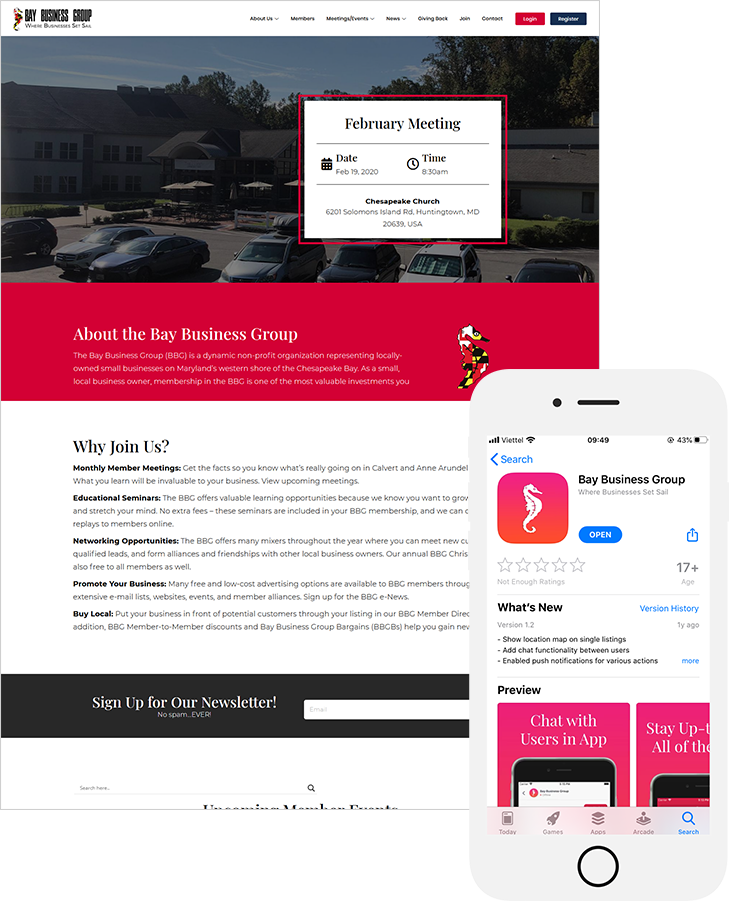 BAY BUSINESS GROUP
WHERE BUSINESSES SET SAIL
About Us Members Meetings/Events News Giving Back Join Contact Login Register
February Meeting
Date Time
Feb 19, 2020 8:30am
Chesapeake Church
6201 Solomons Island Rd, Huntingtown, MD
20639, USA
About the Bay Business Group
The Bay Business Group (BBG) is a dynamic non-profit organization representing locally-
owned small businesses on Maryland's western shore of the Chesapeake Bay. As a small,
local business owner, membership in the BBG is one of the most valuable investments you
Why Join Us?
Monthly Member Meetings: Get the facts so you know what's really going on in Calvert and Anne Arundel
What you learn will be invaluable to your business. View upcoming meetings.
Educational Seminars: The BBG offers valuable learning opportunities because we know you want to grow
and stretch your mind. No extra fees – these seminars are included in your BBG membership, and we can
replays to members online.
Networking Opportunities: The BBG offers many mixers throughout the year where you can meet new
qualified leads, and form alliances and friendships with other local business owners. Our annual BBG Chris
also free to all members as well.
Promote Your Business: Many free and low-cost advertising options are available to BBG members throug
extensive e-mail lists, websites, events, and member alliances. Sign up for the BBG e-News.
Buy Local: Put your business in front of potential customers through your listing in our BBG Member Direc
addition, BBG Member-to-Member discounts and Bay Business Group Bargains (BBGBs) help you gain new
Sign Up for Our Newsletter!
No spam...EVER!
Email
Search here..
Upcoming Member Events
Viettel 09:49 43%
Search
Bay Business Group
Where Businesses Set Sail
OPEN
17+
Not Enough Ratings Age
What's New Version History
Version 1.2 1y ago
- Show location map on single listings
- Add chat functionality between users
- Enabled push notifications for various actions more
Preview
Chat with
Users in App
Stay Up-t
All of the
Bay Business Group
Today Games Apps Arcade Search